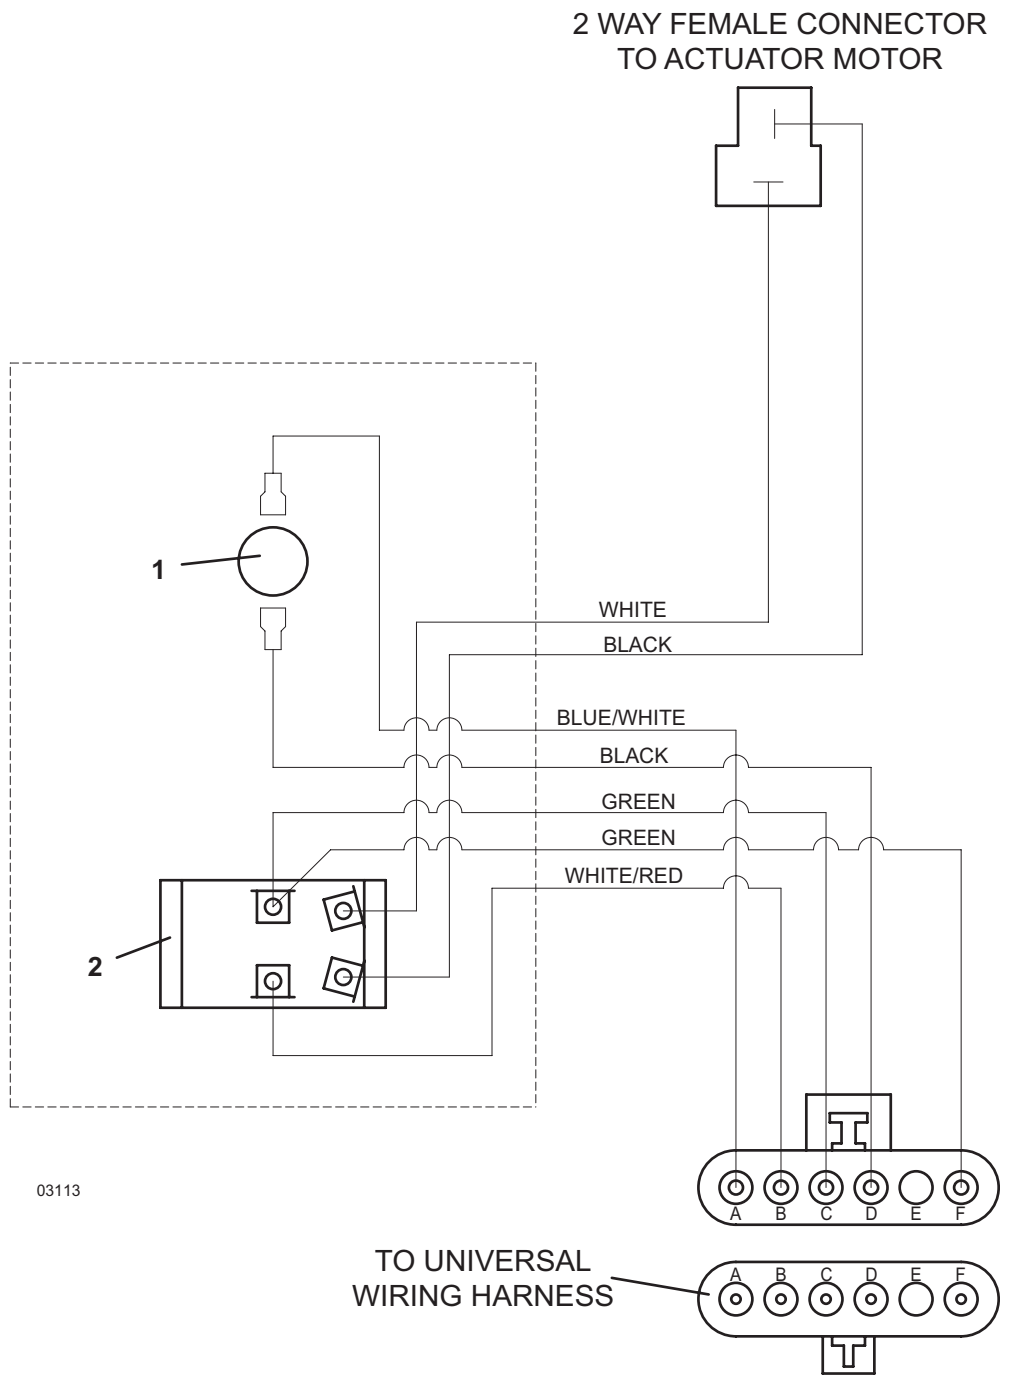 2 WAY FEMALE CONNECTOR
TO ACTUATOR MOTOR
1
WHITE
BLACK
BLUE/WHITE
BLACK
GREEN
GREEN
WHITE/RED
2
03113
A B C D E F
TO UNIVERSAL
WIRING HARNESS
A B C D E F